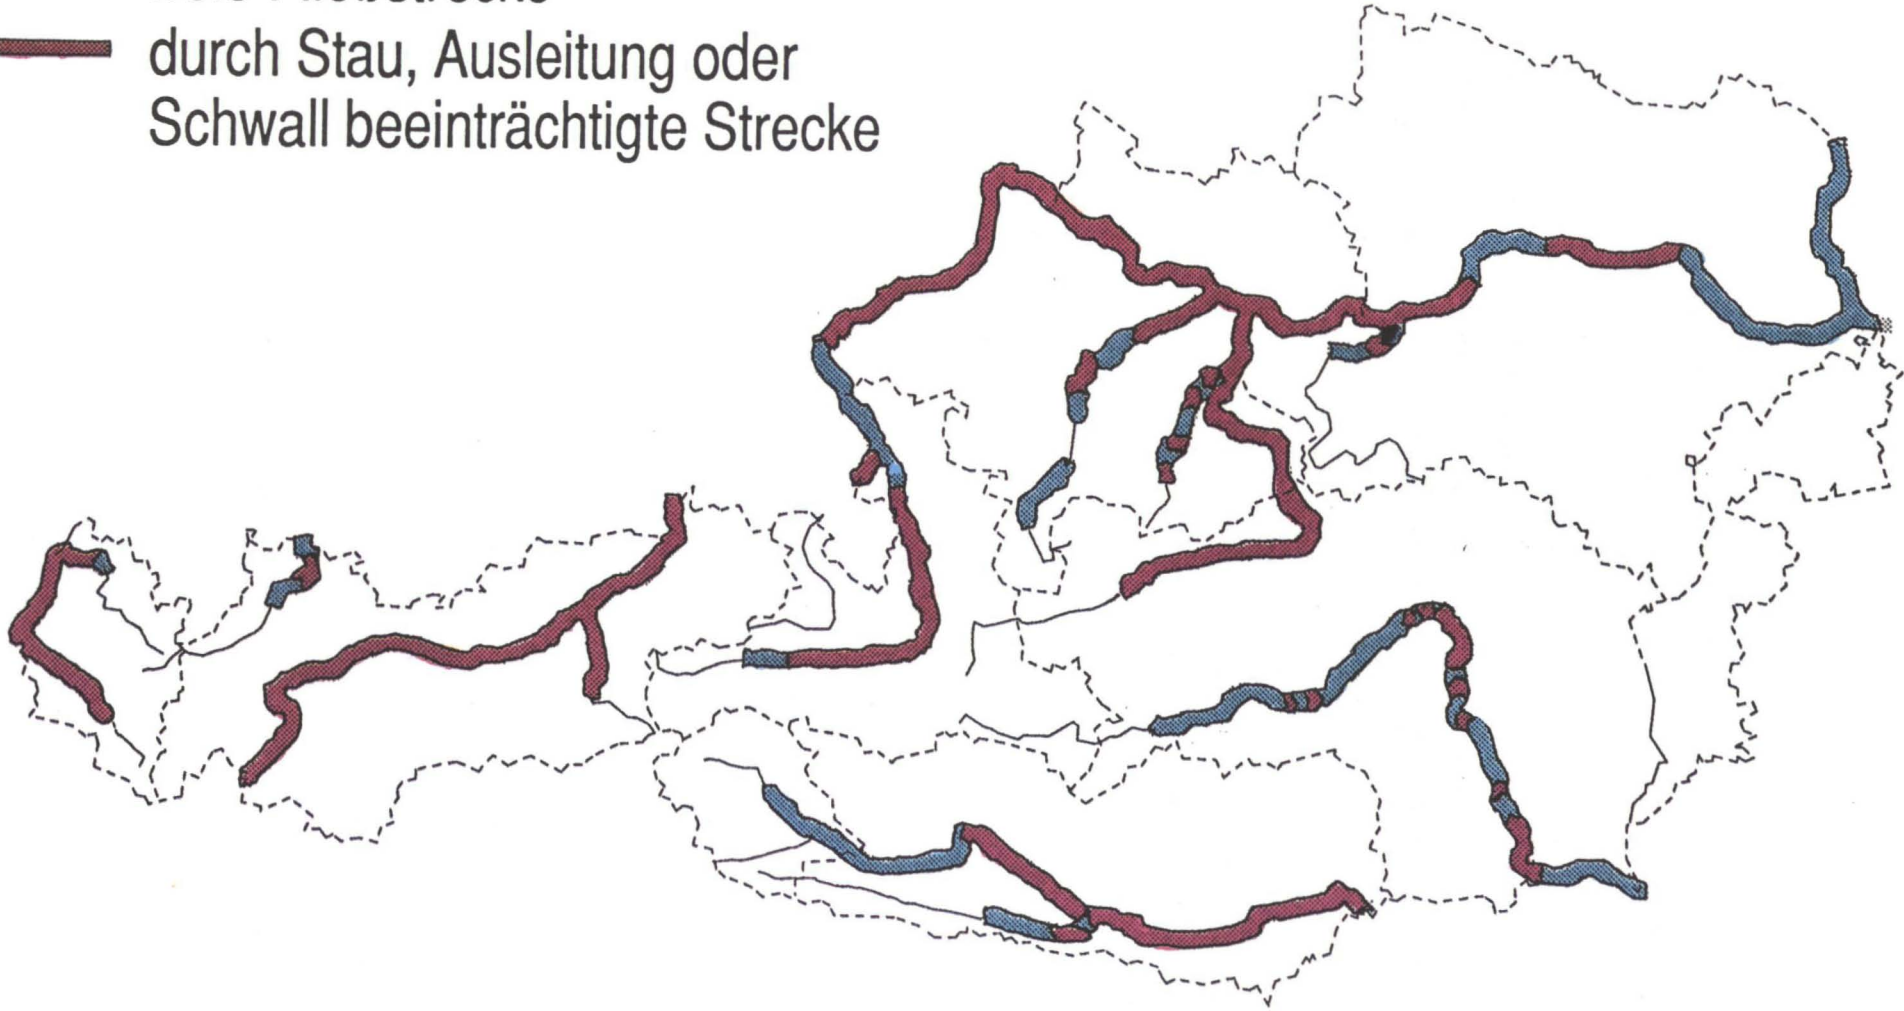 durch Stau, Ausleitung oder
Schwall beeinträchtigte Strecke